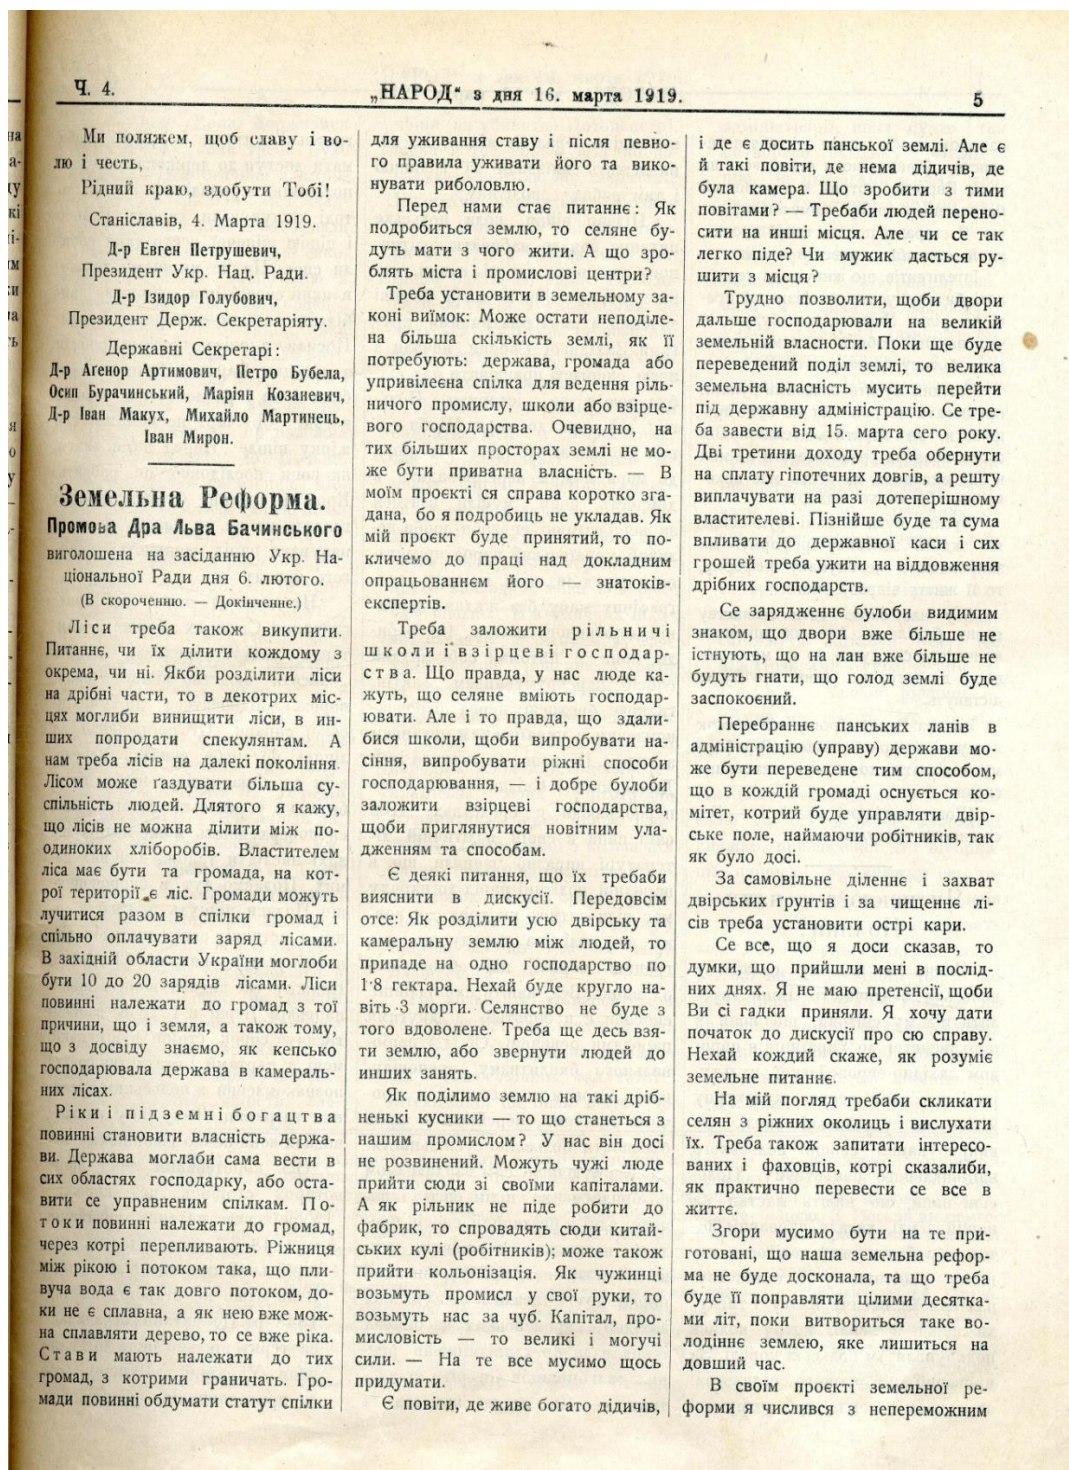 Ч. 4.
„НАРОД“ з дня 16. марта 1919.
5
Ми поляжем, щоб славу і во-
лю і честь,
Рідний краю, здобути Тобі!
Станіславів, 4. Марта 1919.
Д-р Евген Петрушевич,
Президент Укр. Нац. Ради.
Д-р Ізидор Голубович,
Президент Держ. Секретаріяту.
Державні Секретарі:
Д-р Аґенор Артимович, Петро Бубела,
Осип Бурачинський, Маріян Козаневич,
Д-р Іван Макух, Михайло Мартинець,
Іван Мирон.
Земельна Реформа.
Промова Дра Льва Бачинського
виголошена на засіданню Укр. На-
ціональної Ради дня 6. лютого.
(В скороченню. — Докінченнє.)
Ліси треба також викупити.
Питаннє, чи їх ділити кождому з
окрема, чи ні. Якби розділити ліси
на дрібні части, то в декотрих міс-
цях моглиби винищити ліси, в ин-
ших попродати спекулянтам. А
нам треба лісів на далекі покоління.
Лісом може ґаздувати більша су-
спільність людей. Длятого я кажу,
що лісів не можна ділити між по-
одиноких хліборобів. Властителем
ліса має бути та громада, на кот-
рої території є ліс. Громади можуть
лучитися разом в спілки громад і
спільно оплачувати заряд лісами.
В західній области України моглоби
бути 10 до 20 зарядів лісами. Ліси
повинні належати до громад з тої
причини, що і земля, а також тому,
що з досвіду знаємо, як кепсько
господарювала держава в камераль-
них лісах.
Ріки і підземні богацтва
повинні становити власність держа-
ви. Держава моглаби сама вести в
сих областях господарку, або оста-
вити се управненим спілкам. По-
токи повинні належати до громад,
через котрі перепливають. Ріжниця
між рікою і потоком така, що пли-
вуча вода є так довго потоком, до-
ки не є сплавна, а як нею вже мож-
на сплавляти дерево, то се вже ріка.
Стави мають належати до тих
громад, з котрими граничать. Гро-
мади повинні обдумати статут спілки
для уживання ставу і після певно-
го правила уживати його та вико-
нувати риболовлю.
Перед нами стає питаннє: Як
подробиться землю, то селяне бу-
дуть мати з чого жити. А що зро-
блять міста і промислові центри?
Треба установити в земельному за-
коні виїмок: Може остати неподіле-
на більша скількість землі, як її
потребують: держава, громада або
упривілєєна спілка для ведення ріль-
ничого промислу, школи або взірце-
вого господарства. Очевидно, на
тих більших просторах землі не мо-
же бути приватна власність. — В
моїм проєкті ся справа коротко зга-
дана, бо я подробиць не укладав. Як
мій проєкт буде принятий, то по-
кличемо до праці над докладним
опрацьованнєм його — знатоків-
експертів.
Треба заложити рільничі
школи і взірцеві господар-
ства. Що правда, у нас люде ка-
жуть, що селяне вміють господар-
ювати. Але і то правда, що здали-
бися школи, щоби випробувати на-
сіння, випробувати ріжні способи
господарювання, — і добре булоби
заложити взірцеві господарства,
щоби приглянутися новітним ула-
дженням та способам.
Є деякі питання, що їх требаби
вияснити в дискусії. Передовсім
отсе: Як розділити усю двірську та
камеральну землю між людей, то
припаде на одно господарство по
1·8 гектара. Нехай буде кругло на-
віть 3 морґи. Селянство не буде з
того вдоволене. Треба ще десь взя-
ти землю, або звернути людей до
инших занять.
Як поділимо землю на такі дріб-
ненькі кусники — то що станеться з
нашим промислом? У нас він досі
не розвинений. Можуть чужі люде
прийти сюди зі своїми капіталами.
А як рільник не піде робити до
фабрик, то спровадять сюди китай-
ських кулі (робітників); може також
прийти кольонізація. Як чужинці
возьмуть промисл у свої руки, то
возьмуть нас за чуб. Капітал, про-
мисловість — то великі і могучі
сили. — На те все мусимо щось
придумати.
Є повіти, де живе богато дідичів,
і де є досить панської землі. Але є
й такі повіти, де нема дідичів, де
була камера. Що зробити з тими
повітами? — Требаби людей перено-
сити на инші місця. Але чи се так
легко піде? Чи мужик дасться ру-
шити з місця?
Трудно позволити, щоби двори
дальше господарювали на великій
земельній власности. Поки ще буде
переведений поділ землі, то велика
земельна власність мусить перейти
під державну адміністрацію. Се тре-
ба завести від 15. марта сего року.
Дві третини доходу треба обернути
на сплату гіпотечних довгів, а решту
виплачувати на разі дотеперішному
властителеві. Пізнійше буде та сума
впливати до державної каси і сих
грошей треба ужити на віддовження
дрібних господарств.
Се зарядженнє булоби видимим
знаком, що двори вже більше не
істнують, що на лан вже більше не
будуть гнати, що голод землі буде
заспокоєний.
Перебраннє панських ланів в
адміністрацію (управу) держави мо-
же бути переведене тим способом,
що в кождій громаді оснується ко-
мітет, котрий буде управляти двір-
ське поле, наймаючи робітників, так
як було досі.
За самовільне діленнє і захват
двірських ґрунтів і за чищеннє лі-
сів треба установити острі кари.
Се все, що я доси сказав, то
думки, що прийшли мені в послід-
них днях. Я не маю претенсії, щоби
Ви сі гадки приняли. Я хочу дати
початок до дискусії про сю справу.
Нехай кождий скаже, як розуміє
земельне питаннє.
На мій погляд требаби скликати
селян з ріжних околиць і вислухати
їх. Треба також запитати інтересо-
ваних і фаховців, котрі сказалиби,
як практично перевести се все в
життє.
Згори мусимо бути на те при-
готовані, що наша земельна рефор-
ма не буде досконала, та що треба
буде її поправляти цілими десятка-
ми літ, поки витвориться таке во-
лодіннє землею, яке лишиться на
довший час.
В своїм проєкті земельної ре-
форми я числився з непереможним